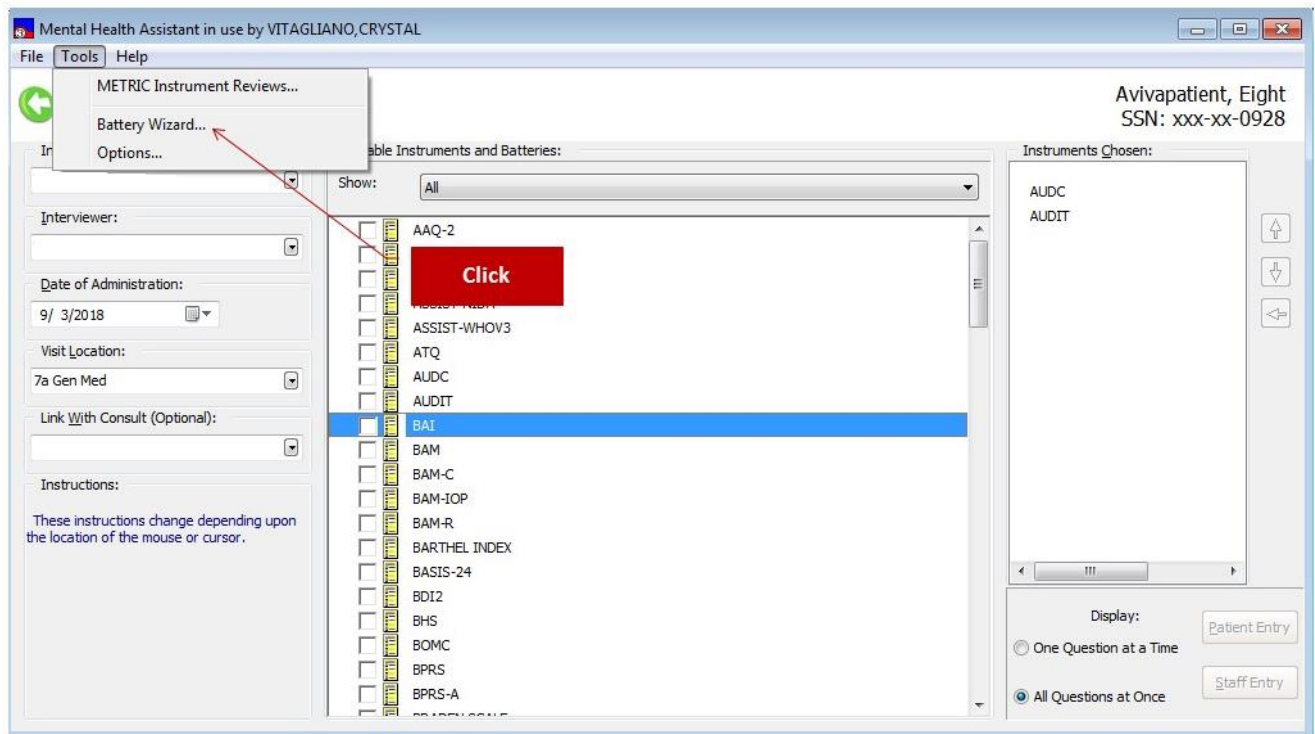 Mental Health Assistant in use by VITAGLIANO,CRYSTAL
File Tools Help
METRIC Instrument Reviews...
Battery Wizard...
Options...
Avivapatient, Eight
SSN: xxx-xx-0928
Interviewer:
Date of Administration:
9/ 3/2018
Visit Location:
7a Gen Med
Link With Consult (Optional):
Instructions:
These instructions change depending upon
the location of the mouse or cursor.
Instruments and Batteries:
Show: All
AAQ-2
Click
ASSIST-WHOV3
ATQ
AUDC
AUDIT
BAI
BAM
BAM-C
BAM-IOP
BAM-R
BARTHEL INDEX
BASIS-24
BDI2
BHS
BOMC
BPRS
BPRS-A
Instruments Chosen:
AUDC
AUDIT
Display:
One Question at a Time
All Questions at Once
Patient Entry
Staff Entry